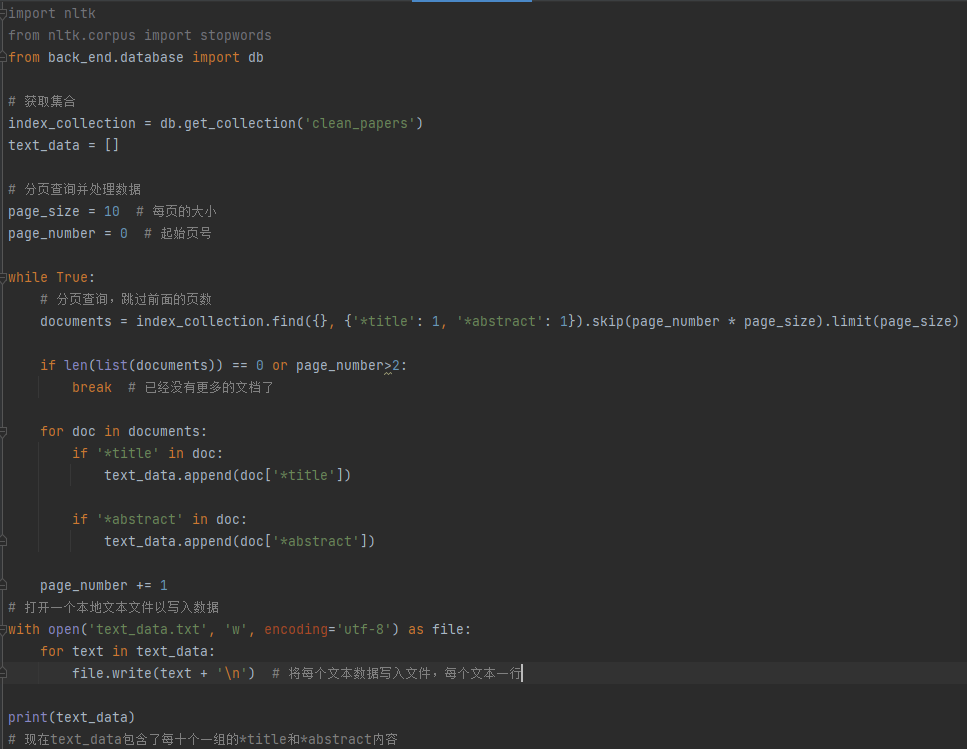 import nltk
from nltk.corpus import stopwords
from back_end.database import db
# 获取集合
index_collection = db.get_collection('clean_papers')
text_data = []
# 分页查询并处理数据
page_size = 10  # 每页的大小
page_number = 0  # 起始页号
while True:
    # 分页查询，跳过前面的页数
    documents = index_collection.find({}, {'*title': 1, '*abstract': 1}).skip(page_number * page_size).limit(page_size)
    if len(list(documents)) == 0 or page_number>2:
        break  # 已经没有更多的文档了
    for doc in documents:
        if '*title' in doc:
            text_data.append(doc['*title'])
        if '*abstract' in doc:
            text_data.append(doc['*abstract'])
    page_number += 1
# 打开一个本地文本文件以写入数据
with open('text_data.txt', 'w', encoding='utf-8') as file:
    for text in text_data:
        file.write(text + '\n')  # 将每个文本数据写入文件，每个文本一行
print(text_data)
# 现在text_data包含了每十个一组的*title和*abstract内容